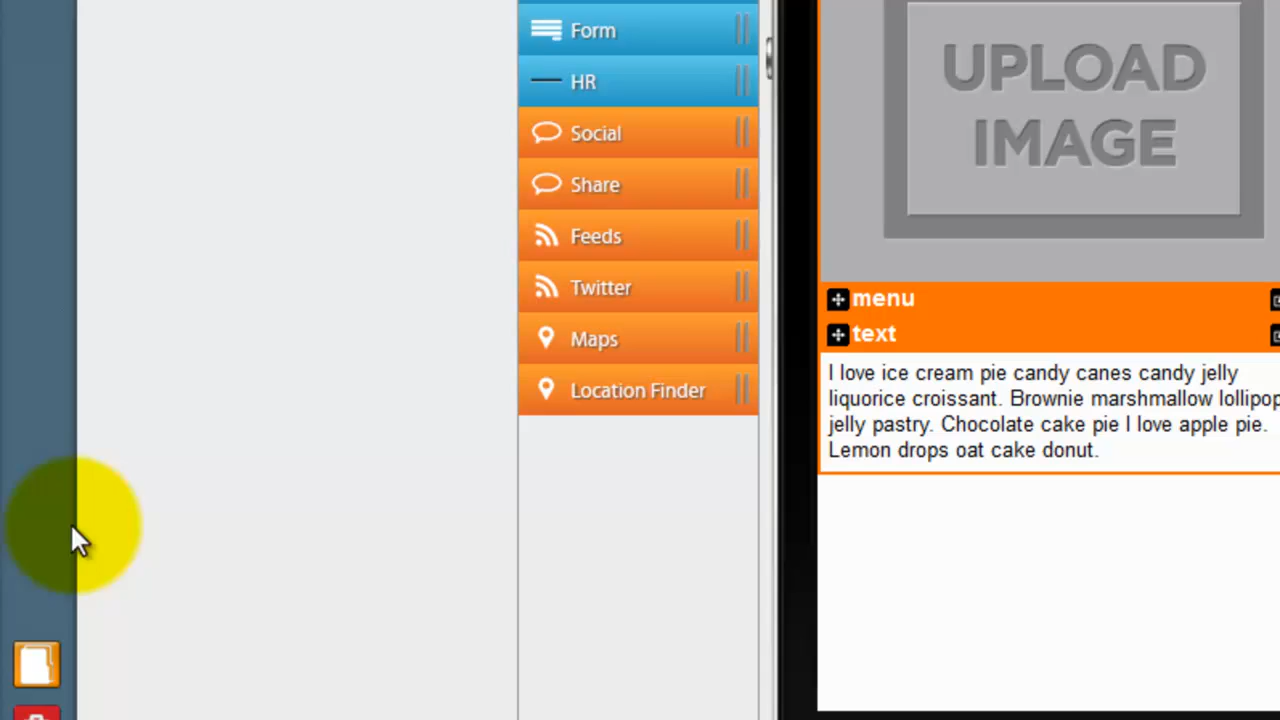 Form
HR
Social
Share
Feeds
Twitter
Maps
Location Finder
UPLOAD
IMAGE
menu
text
I love ice cream pie candy canes candy jelly
liquorice croissant. Brownie marshmallow lollipop
jelly pastry. Chocolate cake pie I love apple pie.
Lemon drops oat cake donut.